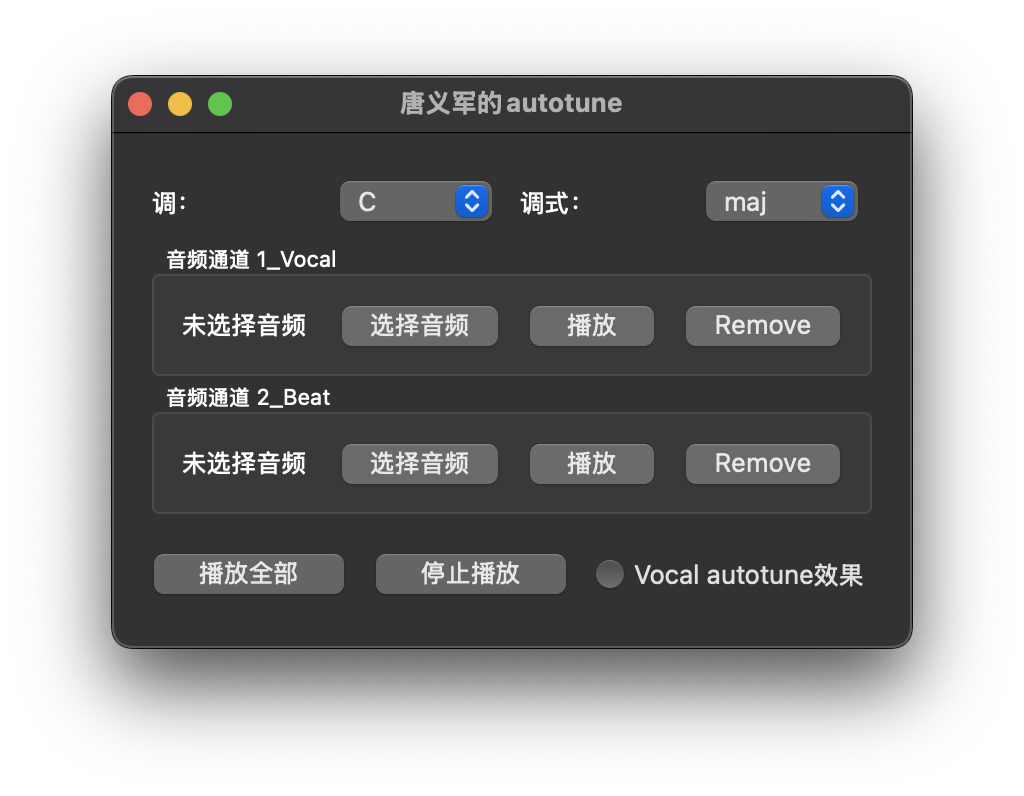 唐义军的autotune
调： C 调式： maj
音频通道 1_Vocal
未选择音频 选择音频 播放 Remove
音频通道 2_Beat
未选择音频 选择音频 播放 Remove
播放全部 停止播放 Vocal autotune效果